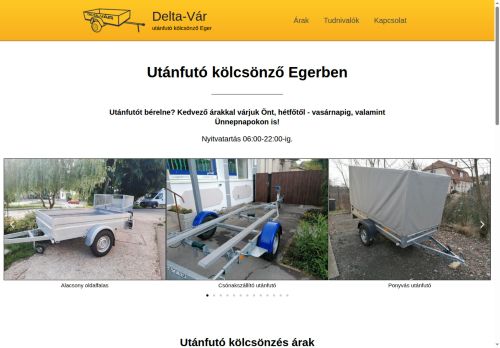 Delta-Vár
utánfutó kölcsönző Eger
Árak
Tudnivalók
Kapcsolat
Utánfutó kölcsönző Egerben
Utánfutót bérelne? Kedvező árakkal várjuk Önt, hétfőtől - vasárnapig, valamint
Ünnepnapokon is!
Nyitvatartás 06:00-22:00-ig.
Alacsony oldalfalas
Csónakszállító utánfutó
Ponyvás utánfutó
Utánfutó kölcsönzés árak